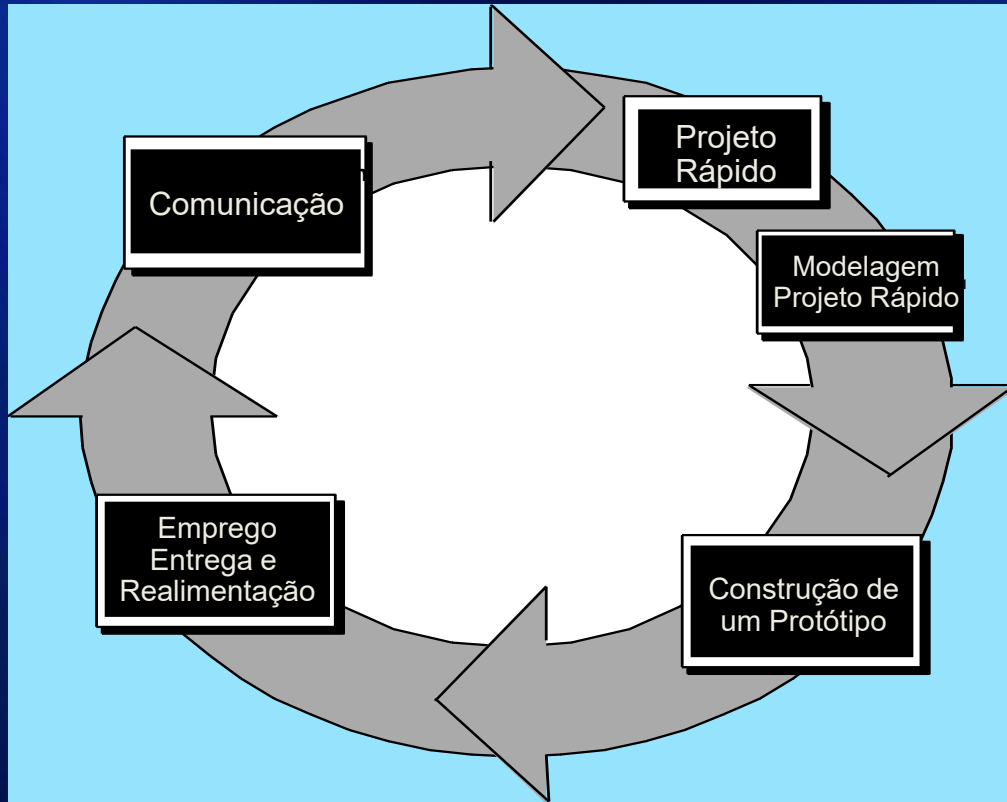 Comunicação
Projeto
Rápido
Modelagem
Projeto Rápido
Construção de
um Protótipo
Emprego
Entrega e
Realimentação